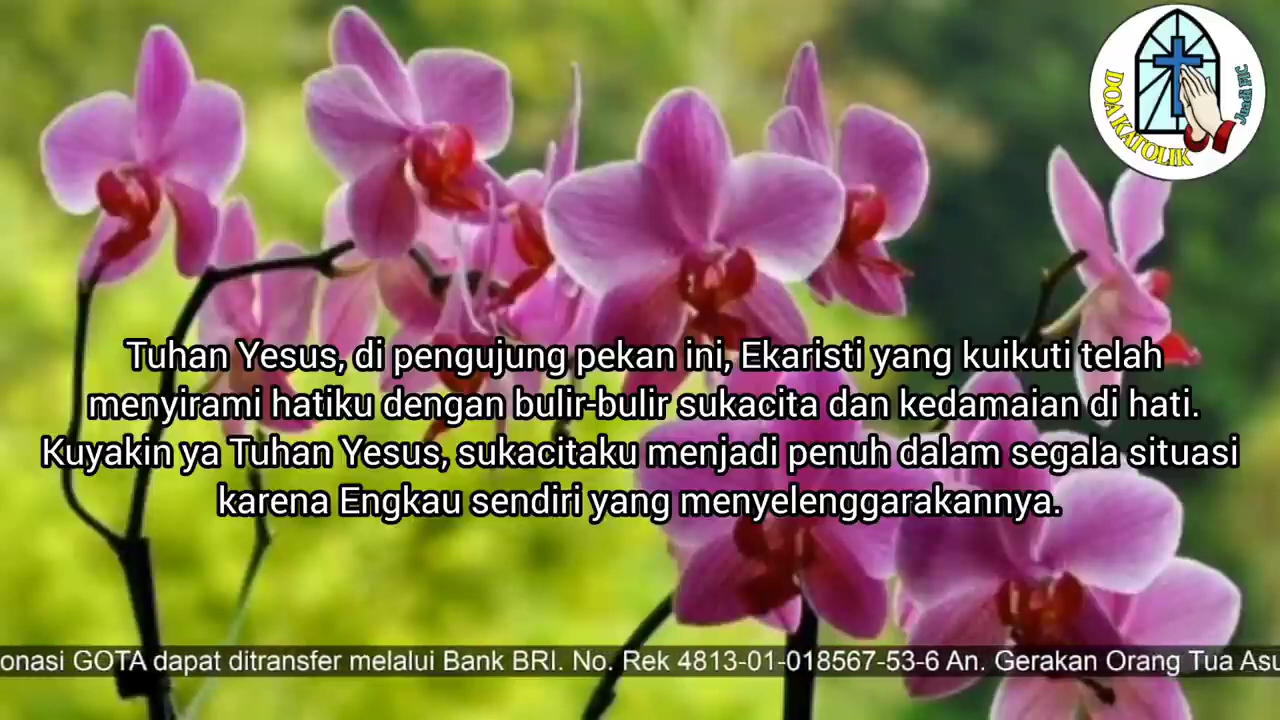 DOA KATOLIK
Juadi FIC
Tuhan Yesus, di pengujung pekan ini, Ekaristi yang kuikuti telah
menyirami hatiku dengan bulir-bulir sukacita dan kedamaian di hati.
Kuyakin ya Tuhan Yesus, sukacitaku menjadi penuh dalam segala situasi
karena Engkau sendiri yang menyelenggarakannya.
onasi GOTA dapat ditransfer melalui Bank BRI. No. Rek 4813-01-018567-53-6 An. Gerakan Orang Tua Asu